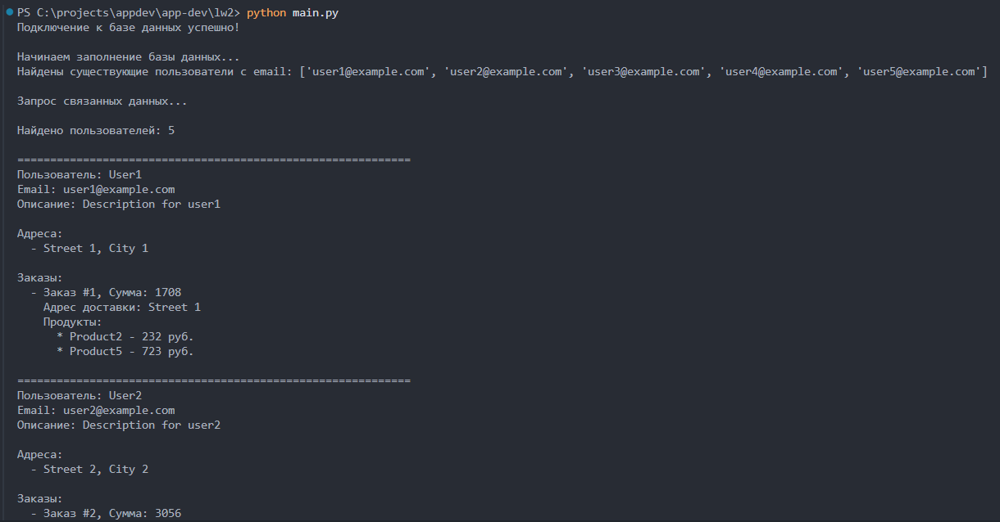 PS C:\projects\appdev\app-dev\lw2> python main.py
Подключение к базе данных успешно!
Начинаем заполнение базы данных...
Найдены существующие пользователи с email: ['user1@example.com', 'user2@example.com', 'user3@example.com', 'user4@example.com', 'user5@example.com']
Запрос связанных данных...
Найдено пользователей: 5
============================================================
Пользователь: User1
Email: user1@example.com
Описание: Description for user1
Адреса:
- Street 1, City 1
Заказы:
- Заказ #1, Сумма: 1708
Адрес доставки: Street 1
Продукты:
* Product2 - 232 руб.
* Product5 - 723 руб.
============================================================
Пользователь: User2
Email: user2@example.com
Описание: Description for user2
Адреса:
- Street 2, City 2
Заказы:
- Заказ #2, Сумма: 3056